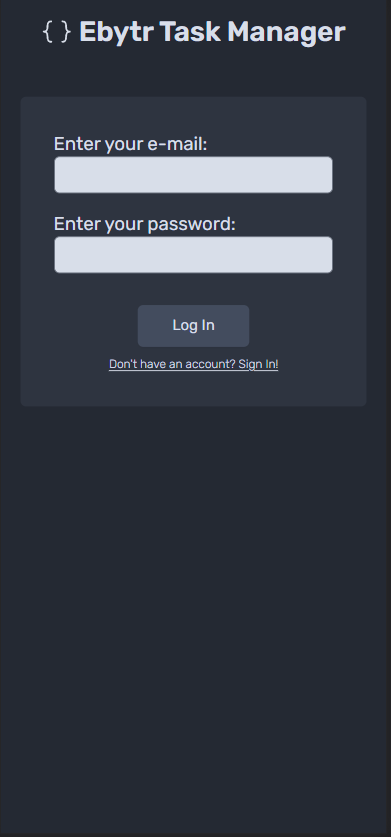 { } Ebytr Task Manager
Enter your e-mail:
Enter your password:
Log In
Don't have an account? Sign In!